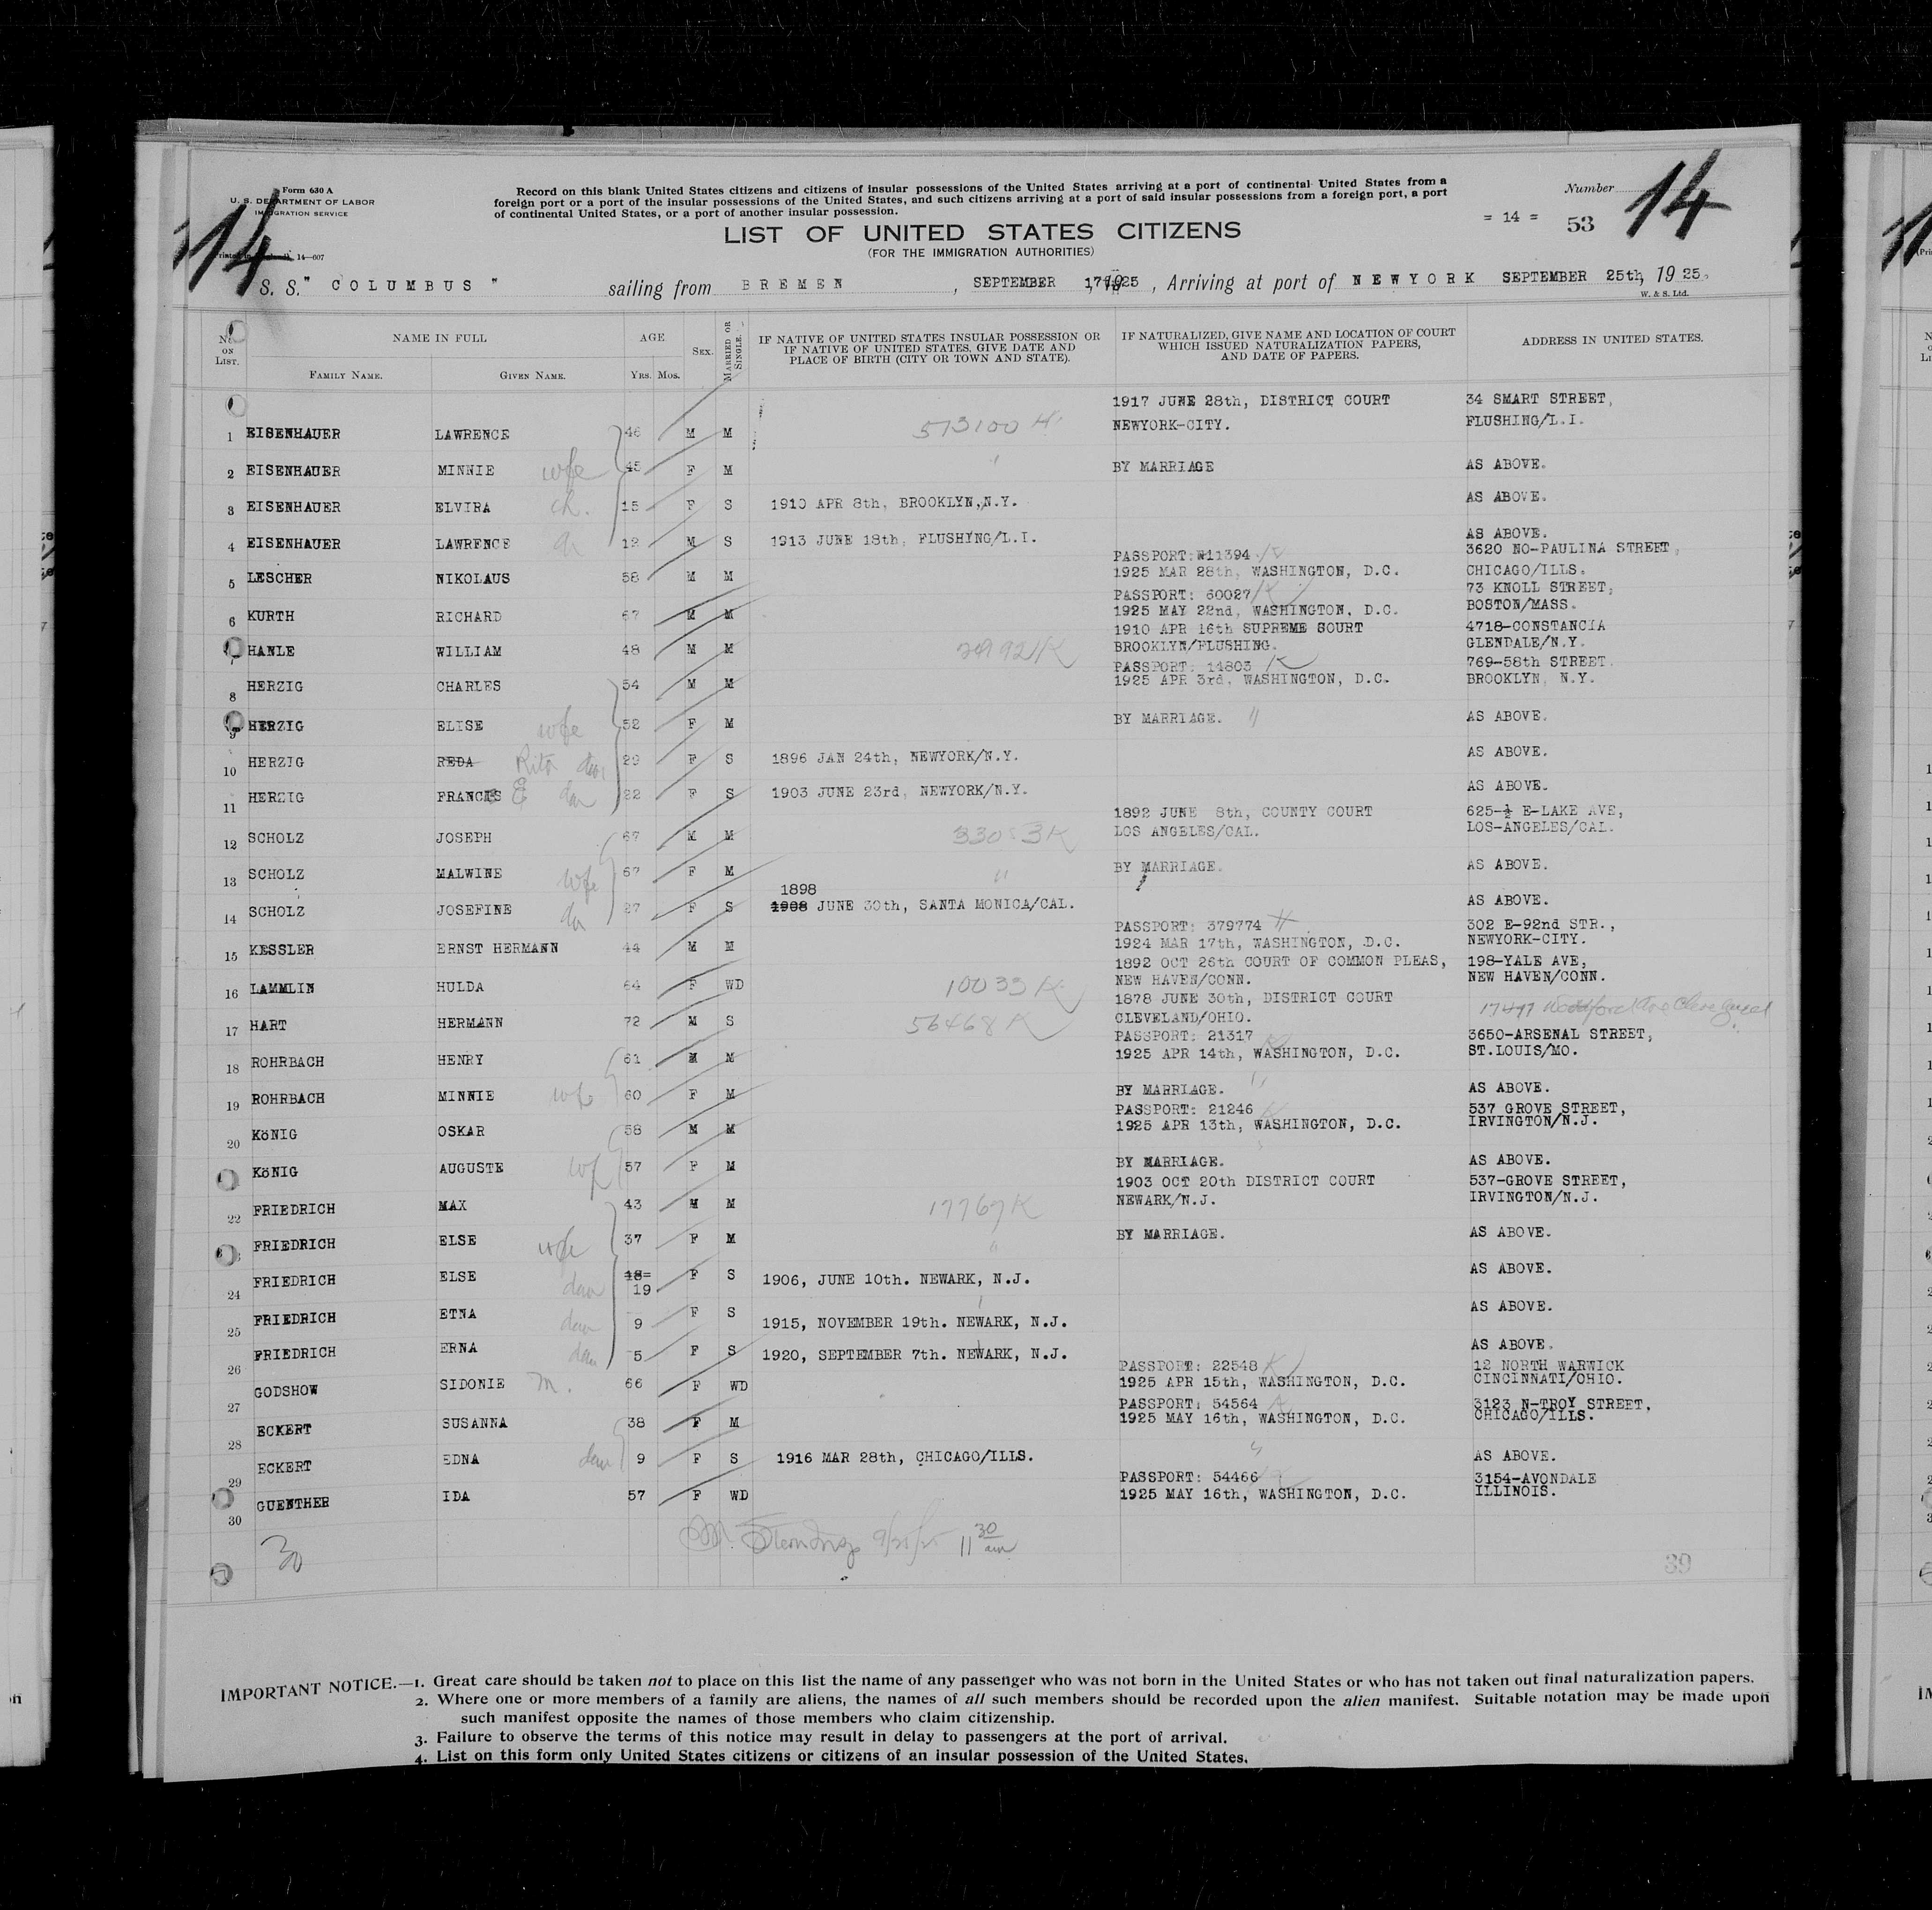 Form 630 A
U. S. DEPARTMENT OF LABOR
IMMIGRATION SERVICE
14
14—607
Record on this blank United States citizens and citizens of insular possessions of the United States arriving at a port of continental United States from a
foreign port or a port of the insular possessions of the United States, and such citizens arriving at a port of said insular possessions from a foreign port, a port
of continental United States, or a port of another insular possession.
Number 14
= 14 = 53
LIST OF UNITED STATES CITIZENS
(FOR THE IMMIGRATION AUTHORITIES)
S. S. " COLUMBUS " sailing from BREMEN, SEPTEMBER 17, 1925, Arriving at port of NEWYORK SEPTEMBER 25th, 1925.
W. & S. Ltd.
No. ON LIST. NAME IN FULL AGE SEX. MARRIED OR SINGLE. IF NATIVE OF UNITED STATES INSULAR POSSESSION OR IF NATIVE OF UNITED STATES, GIVE DATE AND PLACE OF BIRTH (CITY OR TOWN AND STATE). IF NATURALIZED, GIVE NAME AND LOCATION OF COURT WHICH ISSUED NATURALIZATION PAPERS, AND DATE OF PAPERS. ADDRESS IN UNITED STATES.
FAMILY NAME. GIVEN NAME. YRS. MOS.
1917 JUNE 28th, DISTRICT COURT 34 SMART STREET,
1 EISENHAUER LAWRENCE 46 M M 573100 NEWYORK-CITY. FLUSHING/L.I.
2 EISENHAUER MINNIE wfe 45 F M " BY MARRIAGE AS ABOVE.
3 EISENHAUER ELVIRA ch. 15 F S 1910 APR 8th, BROOKLYN,N.Y. AS ABOVE.
4 EISENHAUER LAWRENCE ch 12 M S 1913 JUNE 18th, FLUSHING/L.I. AS ABOVE.
PASSPORT: 11394 3620 NO-PAULINA STREET,
5 LESCHER NIKOLAUS 58 M M 1925 MAR 28th, WASHINGTON, D.C. CHICAGO/ILLS.
PASSPORT: 60027 K 73 KNOLL STREET,
6 KURTH RICHARD 67 M M 1925 MAY 22nd, WASHINGTON, D.C. BOSTON/MASS.
1910 APR 16th SUPREME COURT 4718-CONSTANCIA
HANLE WILLIAM 48 M M BROOKLYN/FLUSHING. GLENDALE/N.Y.
PASSPORT: 14803 K 769-58th STREET.
8 HERZIG CHARLES 54 M M 1925 APR 3rd, WASHINGTON, D.C. BROOKLYN, N.Y.
9 HERZIG ELISE wfe 52 F M BY MARRIAGE. " AS ABOVE.
10 HERZIG REDA Rita dau 29 F S 1896 JAN 24th, NEWYORK/N.Y. AS ABOVE.
11 HERZIG FRANCES E dau 22 F S 1903 JUNE 23rd, NEWYORK/N.Y. AS ABOVE.
1892 JUNE 8th, COUNTY COURT 625-½ E-LAKE AVE,
12 SCHOLZ JOSEPH 67 M M 33053 K LOS ANGELES/CAL. LOS-ANGELES/CAL.
13 SCHOLZ MALWINE wfe 67 F M " BY MARRIAGE. AS ABOVE.
1898
14 SCHOLZ JOSEFINE da 27 F S 1908 JUNE 30th, SANTA MONICA/CAL. AS ABOVE.
PASSPORT: 379774 302 E-92nd STR.,
15 KESSLER ERNST HERMANN 44 M M 1924 MAR 17th, WASHINGTON, D.C. NEWYORK-CITY.
1892 OCT 26th COURT OF COMMON PLEAS, 198-YALE AVE,
16 LAMMLIN HULDA 64 F WD 10033 K NEW HAVEN/CONN. NEW HAVEN/CONN.
1878 JUNE 30th, DISTRICT COURT
17 HART HERMANN 72 M S 56468 K CLEVELAND/OHIO.
PASSPORT: 21317 3650-ARSENAL STREET,
18 ROHRBACH HENRY 61 M M 1925 APR 14th, WASHINGTON, D.C. ST.LOUIS/MO.
19 ROHRBACH MINNIE wfe 60 F M BY MARRIAGE. " AS ABOVE.
PASSPORT: 21246 537 GROVE STREET,
20 KöNIG OSKAR 58 M M 1925 APR 13th, WASHINGTON, D.C. IRVINGTON/N.J.
KöNIG AUGUSTE wf 57 F M BY MARRIAGE. AS ABOVE.
1903 OCT 20th DISTRICT COURT 537-GROVE STREET,
22 FRIEDRICH MAX 43 M M 17767 K NEWARK/N.J. IRVINGTON/N.J.
FRIEDRICH ELSE wfe 37 F M " BY MARRIAGE. AS ABOVE.
24 FRIEDRICH ELSE dau 18= 19 F S 1906, JUNE 10th. NEWARK, N.J. AS ABOVE.
25 FRIEDRICH ETNA dau 9 F S 1915, NOVEMBER 19th. NEWARK, N.J. AS ABOVE.
26 FRIEDRICH ERNA dau 5 F S 1920, SEPTEMBER 7th. NEWARK, N.J. AS ABOVE.
PASSPORT: 22548 K 12 NORTH WARWICK
27 GODSHOW SIDONIE m. 66 F WD 1925 APR 15th, WASHINGTON, D.C. CINCINNATI/OHIO.
PASSPORT: 54564 3123 N-TROY STREET,
28 ECKERT SUSANNA 38 F M 1925 MAY 16th, WASHINGTON, D.C. CHICAGO/ILLS.
29 ECKERT EDNA dau 9 F S 1916 MAR 28th, CHICAGO/ILLS. AS ABOVE.
PASSPORT: 54466 3154-AVONDALE
30 GUENTHER IDA 57 F WD 1925 MAY 16th, WASHINGTON, D.C. ILLINOIS.
30 11 30 am
39
IMPORTANT NOTICE.—1. Great care should be taken not to place on this list the name of any passenger who was not born in the United States or who has not taken out final naturalization papers.
2. Where one or more members of a family are aliens, the names of all such members should be recorded upon the alien manifest. Suitable notation may be made upon
such manifest opposite the names of those members who claim citizenship.
3. Failure to observe the terms of this notice may result in delay to passengers at the port of arrival.
4. List on this form only United States citizens or citizens of an insular possession of the United States.